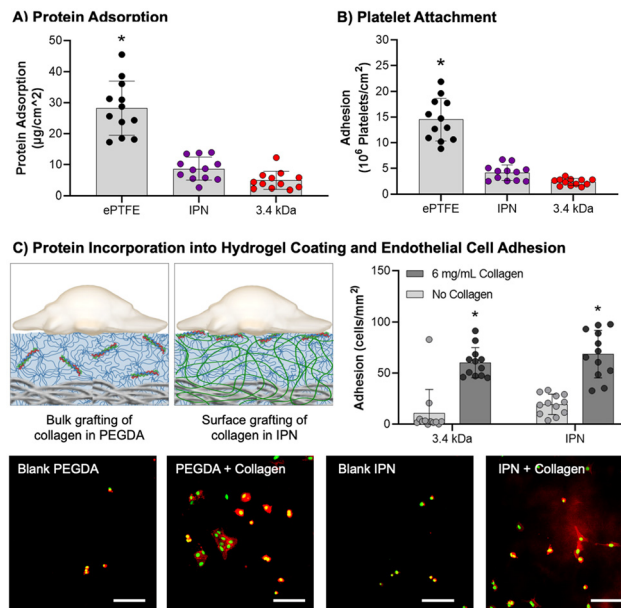 A) Protein Adsorption
Protein Adsorption
(µg/cm^2)
50
40
30
20
10
0
*
ePTFE
IPN
3.4 kDa
B) Platelet Attachment
Adhesion
(10⁶ Platelets/cm²)
30
25
20
15
10
5
0
*
ePTFE
IPN
3.4 kDa
C) Protein Incorporation into Hydrogel Coating and Endothelial Cell Adhesion
Bulk grafting of
collagen in PEGDA
Surface grafting of
collagen in IPN
Adhesion (cells/mm²)
150
100
50
0
6 mg/mL Collagen
No Collagen
*
*
3.4 kDa
IPN
Blank PEGDA
PEGDA + Collagen
Blank IPN
IPN + Collagen